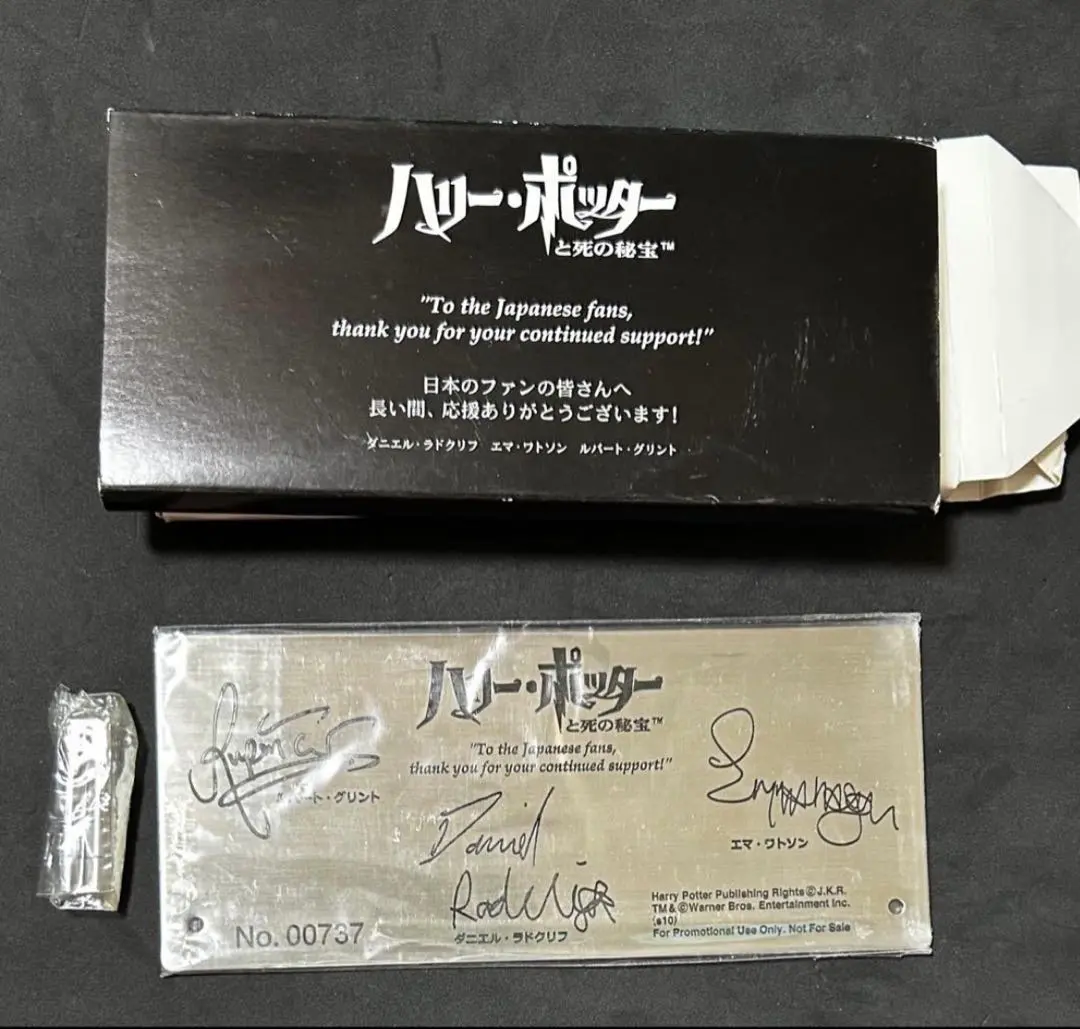 ハリー・ポッター
と死の秘宝™
"To the Japanese fans,
thank you for your continued support!"
日本のファンの皆さんへ
長い間、応援ありがとうございます!
ダニエル・ラドクリフ エマ・ワトソン ルパート・グリント
ハリー・ポッター
と死の秘宝™
"To the Japanese fans,
thank you for your continued support!"
ルパート・グリント
Daniel
エマ・ワトソン
Harry Potter Publishing Rights © J.K.R.
TM & © Warner Bros. Entertainment Inc.
(s10)
For Promotional Use Only. Not For Sale
No. 00737
ダニエル・ラドクリフ